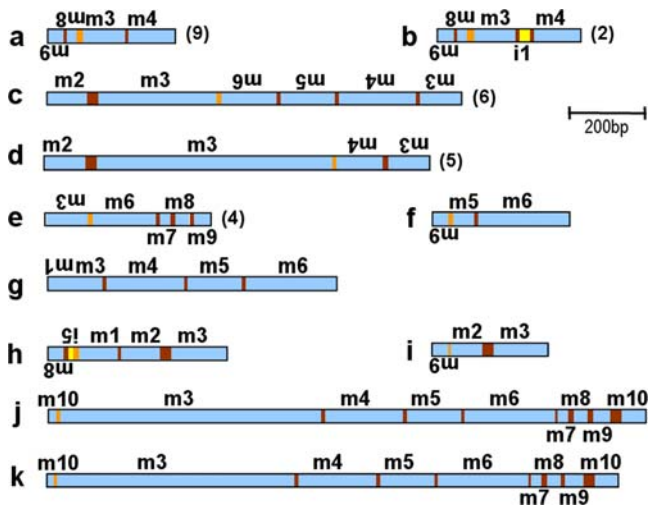 a m8 m3 m4 (9)
m9
b m8 m3 m4 (2)
m9 i1
c m2 m3 m6 m5 m4 m3 (6)
200bp
d m2 m3 m4 m3 (5)
e m3 m6 m8 (4)
m7 m9
f m5 m6
m9
g m1 m3 m4 m5 m6
h i5 m1 m2 m3
m8
i m2 m3
m9
j m10 m3 m4 m5 m6 m8 m10
m7 m9
k m10 m3 m4 m5 m6 m8 m10
m7 m9